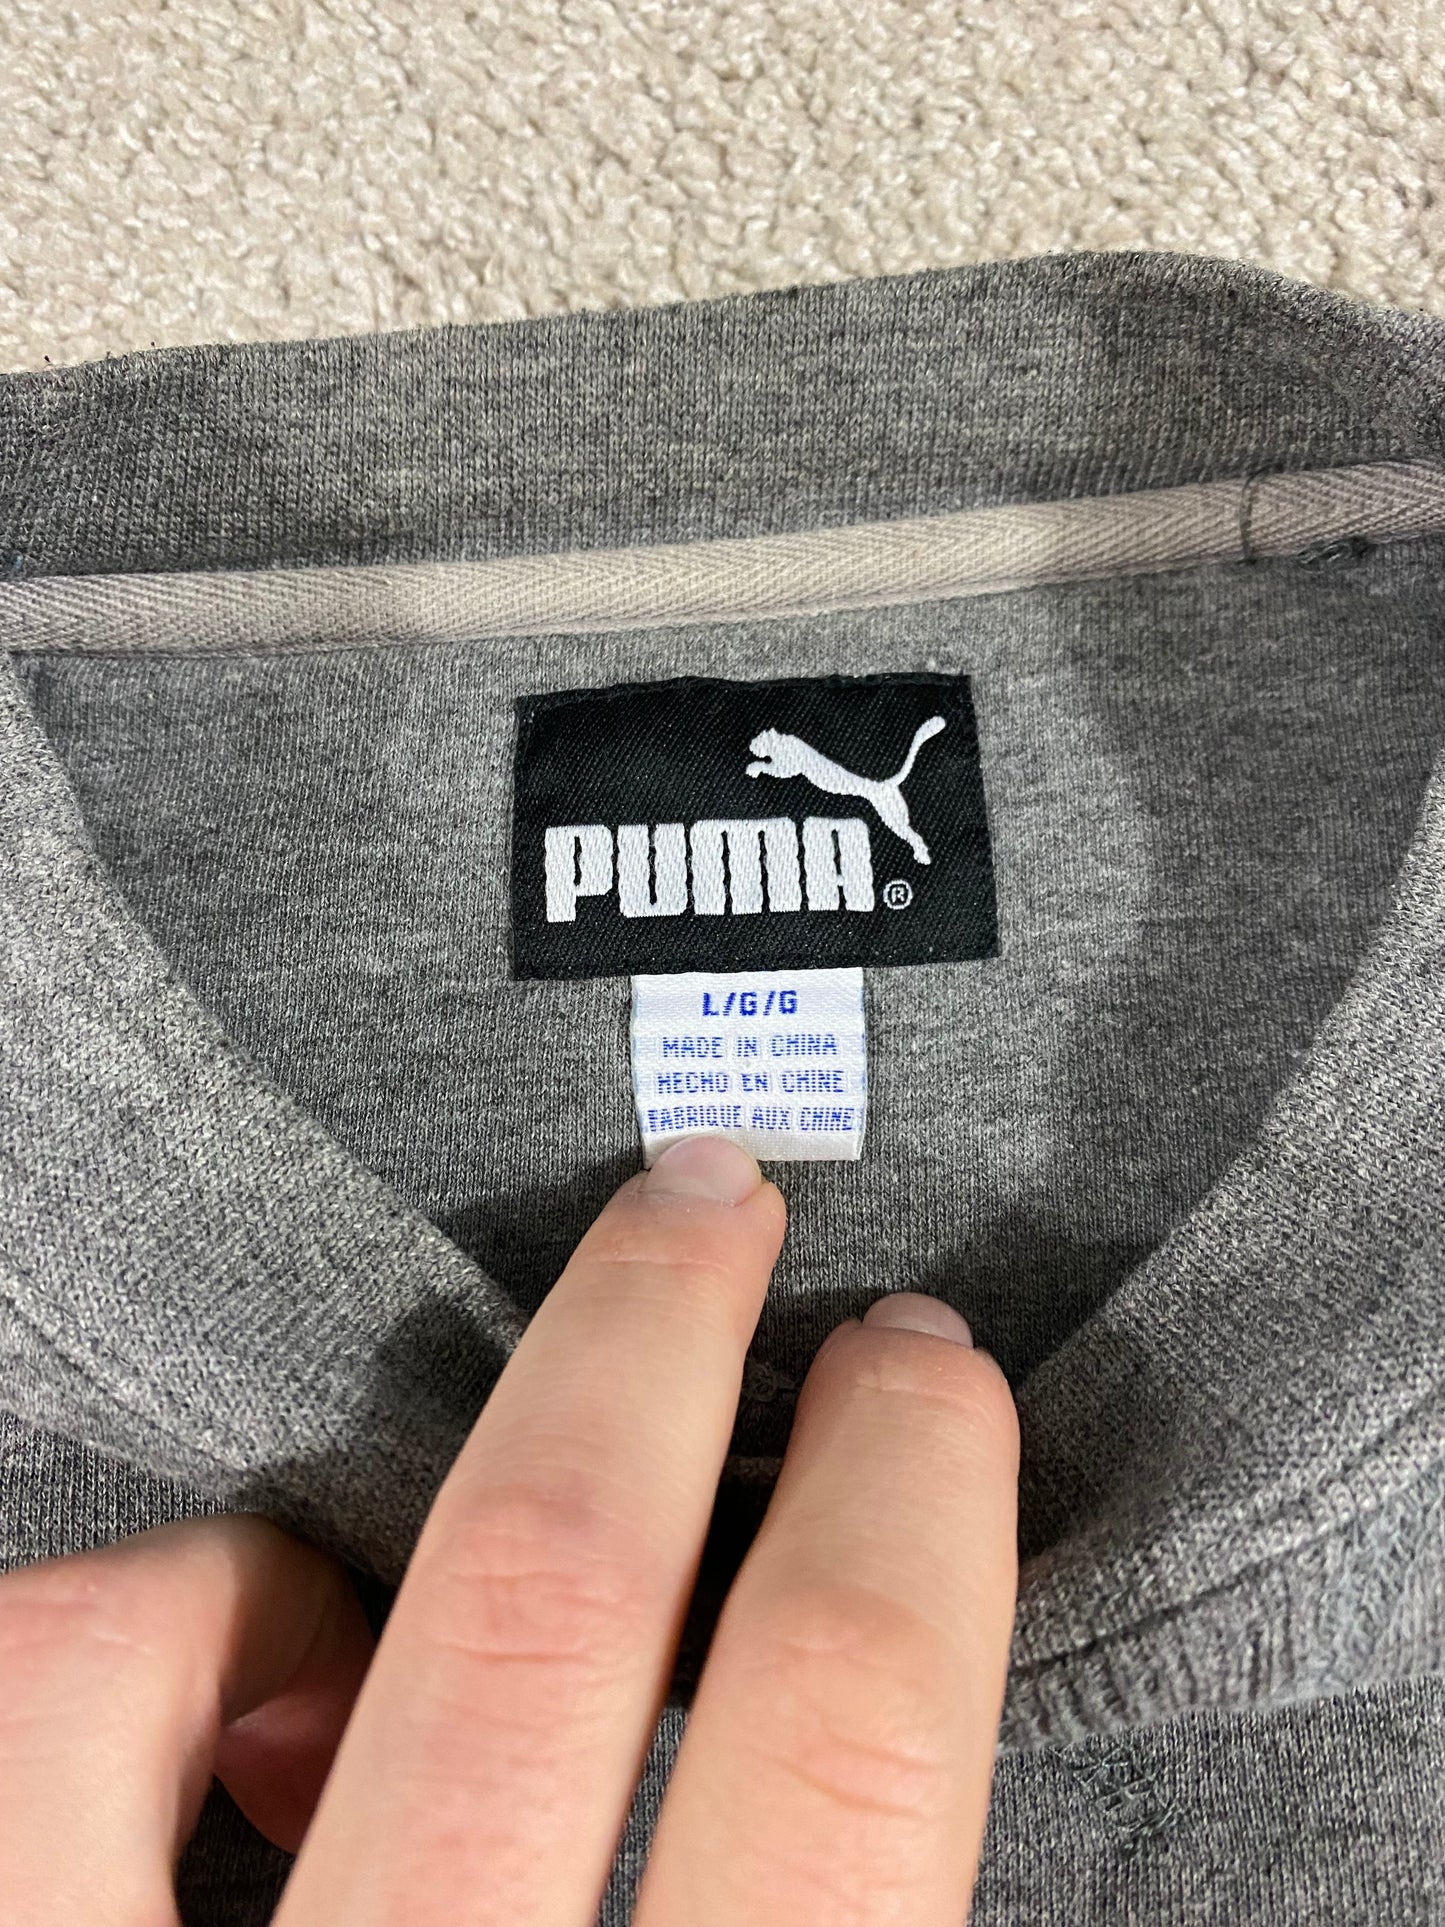 PUMA®
L/G/G
MADE IN CHINA
HECHO EN CHINE
FABRIQUE AUX CHINE